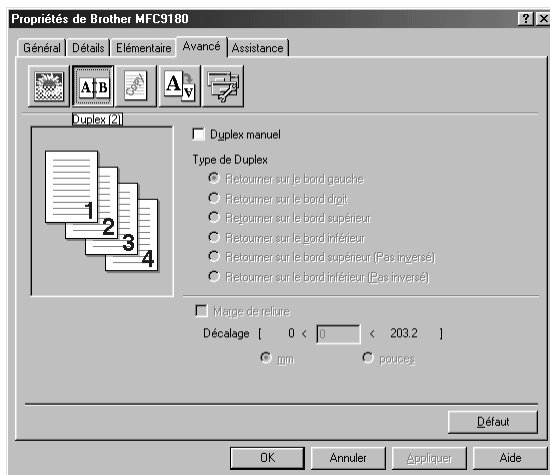 Propriétés de Brother MFC9180
Général Détails Elémentaire Avancé Assistance
A B
Copy
A V
Duplex (2)
1
2
3
4
Duplex manuel
Type de Duplex
Retourner sur le bord gauche
Retourner sur le bord droit
Retourner sur le bord supérieur
Retourner sur le bord inférieur
Retourner sur le bord supérieur (Pas inversé)
Retourner sur le bord inférieur (Pas inversé)
Marge de reliure
Décalage [ 0 < 0 < 203.2 ]
mm pouces
Défaut
OK Annuler Appliquer Aide